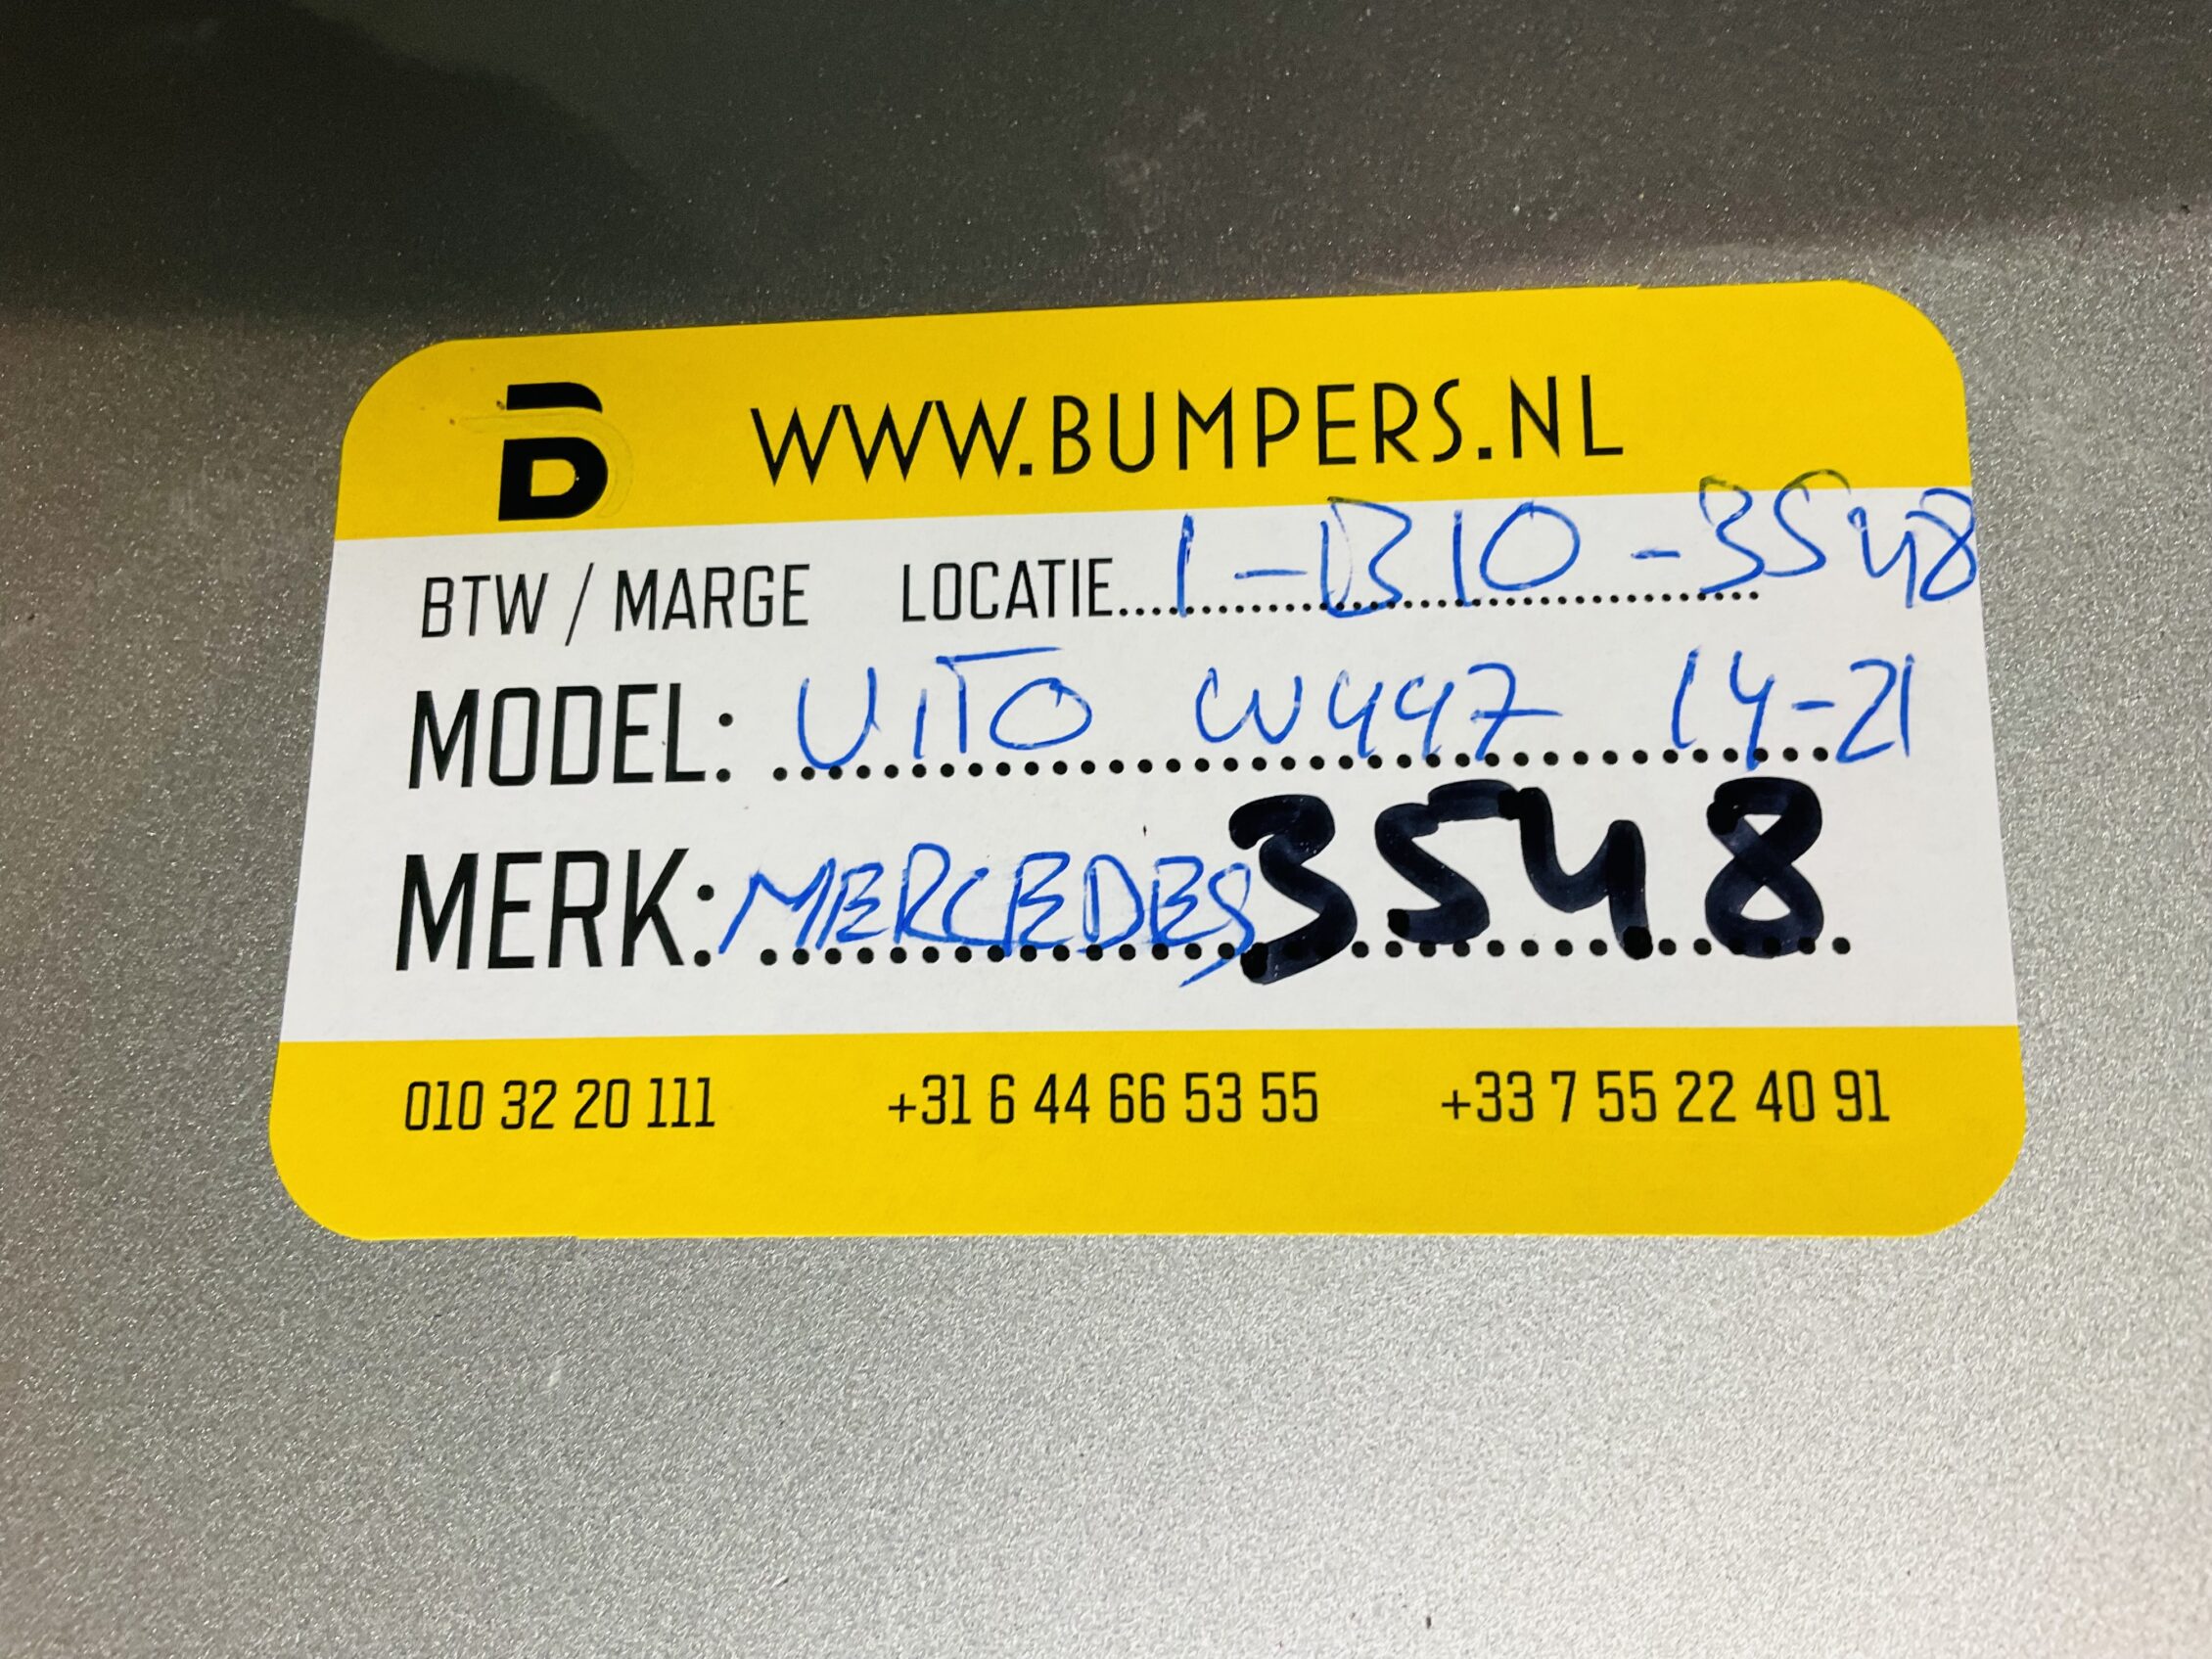 B WWW.BUMPERS.NL
BTW / MARGE LOCATIE....1-B10-3548
MODEL: VITO W447 14-21
MERK: MERCEDES 3548
010 32 20 111 +31 6 44 66 53 55 +33 7 55 22 40 91